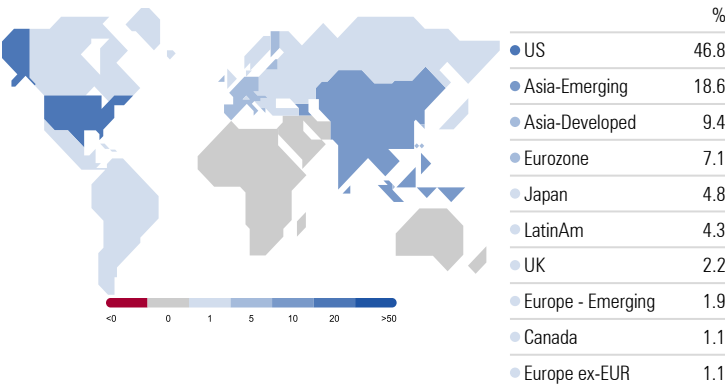 %
US 46.8
Asia-Emerging 18.6
Asia-Developed 9.4
Eurozone 7.1
Japan 4.8
LatinAm 4.3
UK 2.2
Europe - Emerging 1.9
Canada 1.1
Europe ex-EUR 1.1
<0 0 1 5 10 20 >50